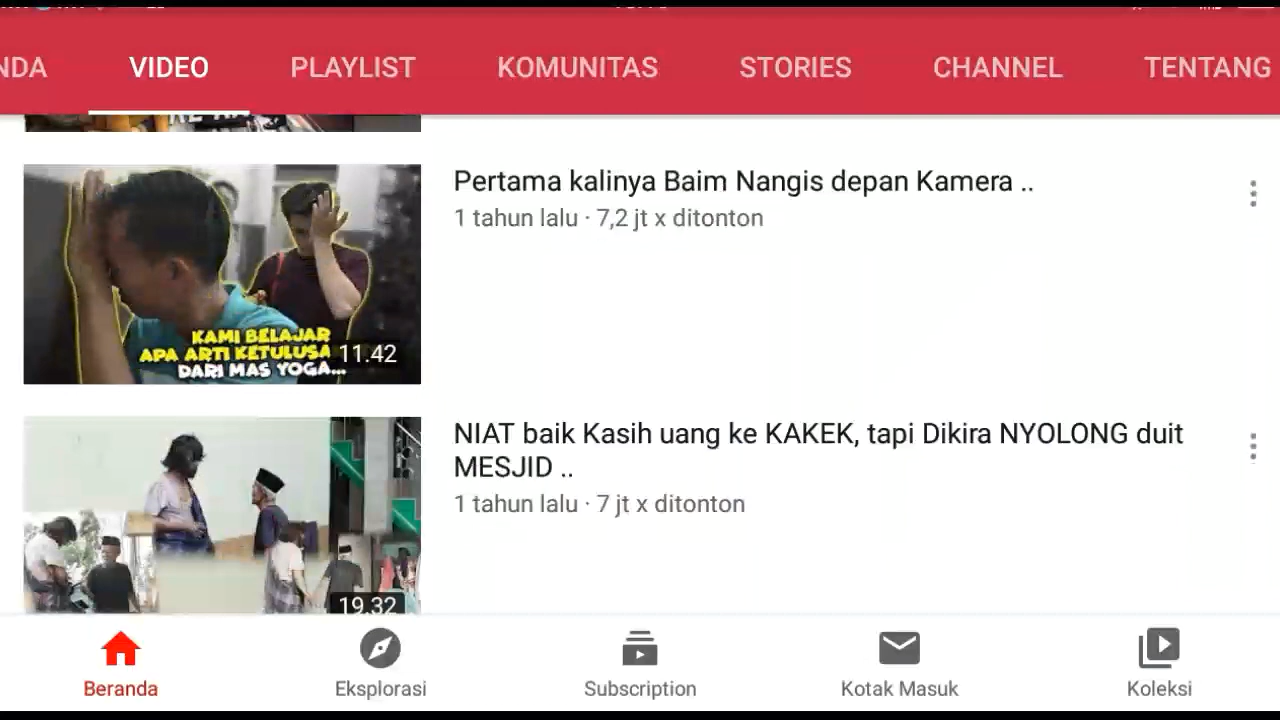 NDA VIDEO PLAYLIST KOMUNITAS STORIES CHANNEL TENTANG
Pertama kalinya Baim Nangis depan Kamera ..
1 tahun lalu · 7,2 jt x ditonton
KAMI BELAJAR
APA ARTI KETULUSA
DARI MAS YOGA...
11.42
NIAT baik Kasih uang ke KAKEK, tapi Dikira NYOLONG duit
MESJID ..
1 tahun lalu · 7 jt x ditonton
19.32
Beranda Eksplorasi Subscription Kotak Masuk Koleksi